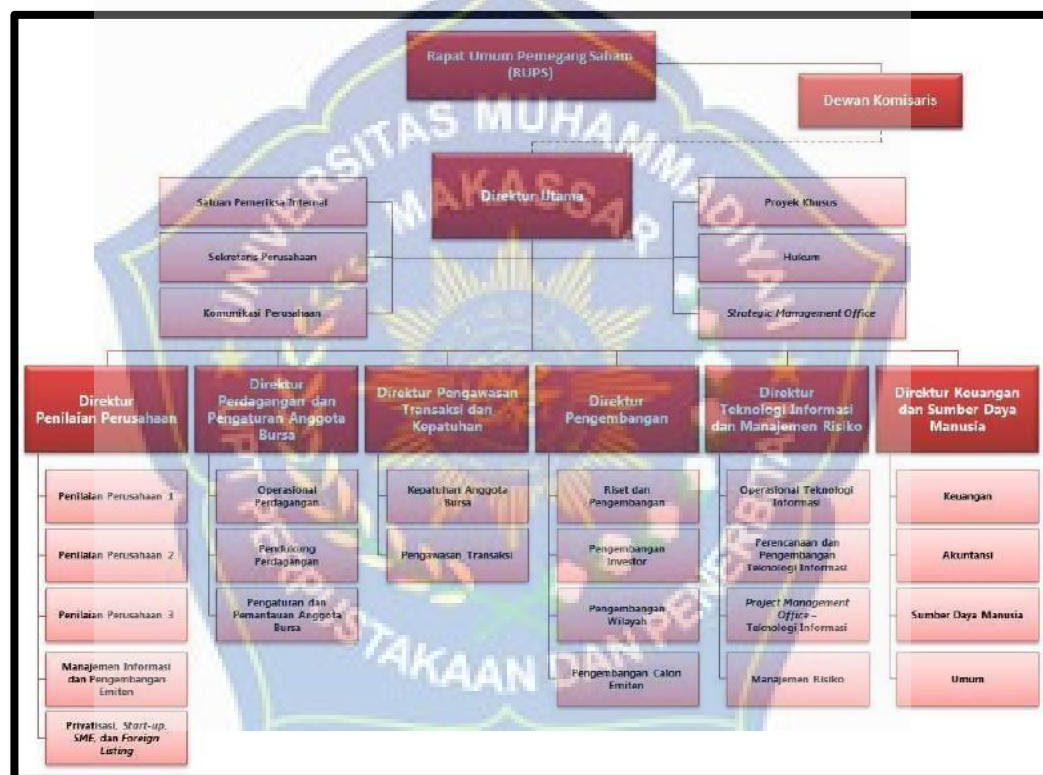 Rapat Umum Pemegang Saham
(RUPS)
Dewan Komisaris
Direktur Utama
Satuan Pemeriksa Internal
Proyek Khusus
Sekretaris Perusahaan
Hukum
Komunikasi Perusahaan
Strategic Management Office
Direktur
Penilaian Perusahaan
Direktur
Perdagangan dan
Pengaturan Anggota
Bursa
Direktur Pengawasan
Transaksi dan
Kepatuhan
Direktur
Pengembangan
Direktur
Teknologi Informasi
dan Manajemen Risiko
Direktur Keuangan
dan Sumber Daya
Manusia
Penilaian Perusahaan 1
Penilaian Perusahaan 2
Penilaian Perusahaan 3
Manajemen Informasi
dan Pengembangan
Emiten
Privatisasi, Start-up,
SME, dan Foreign
Listing
Operasional
Perdagangan
Pendukung
Perdagangan
Pengaturan dan
Pemantauan Anggota
Bursa
Kepatuhan Anggota
Bursa
Pengawasan Transaksi
Riset dan
Pengembangan
Pengembangan
Investor
Pengembangan
Wilayah
Pengembangan Calon
Emiten
Operasional Teknologi
Informasi
Perencanaan dan
Pengembangan
Teknologi Informasi
Project Management
Office –
Teknologi Informasi
Manajemen Risiko
Keuangan
Akuntansi
Sumber Daya Manusia
Umum
UNIVERSITAS MUHAMMADIYAH
MAKASSAR
UPT PERPUSTAKAAN DAN PENERBITAN